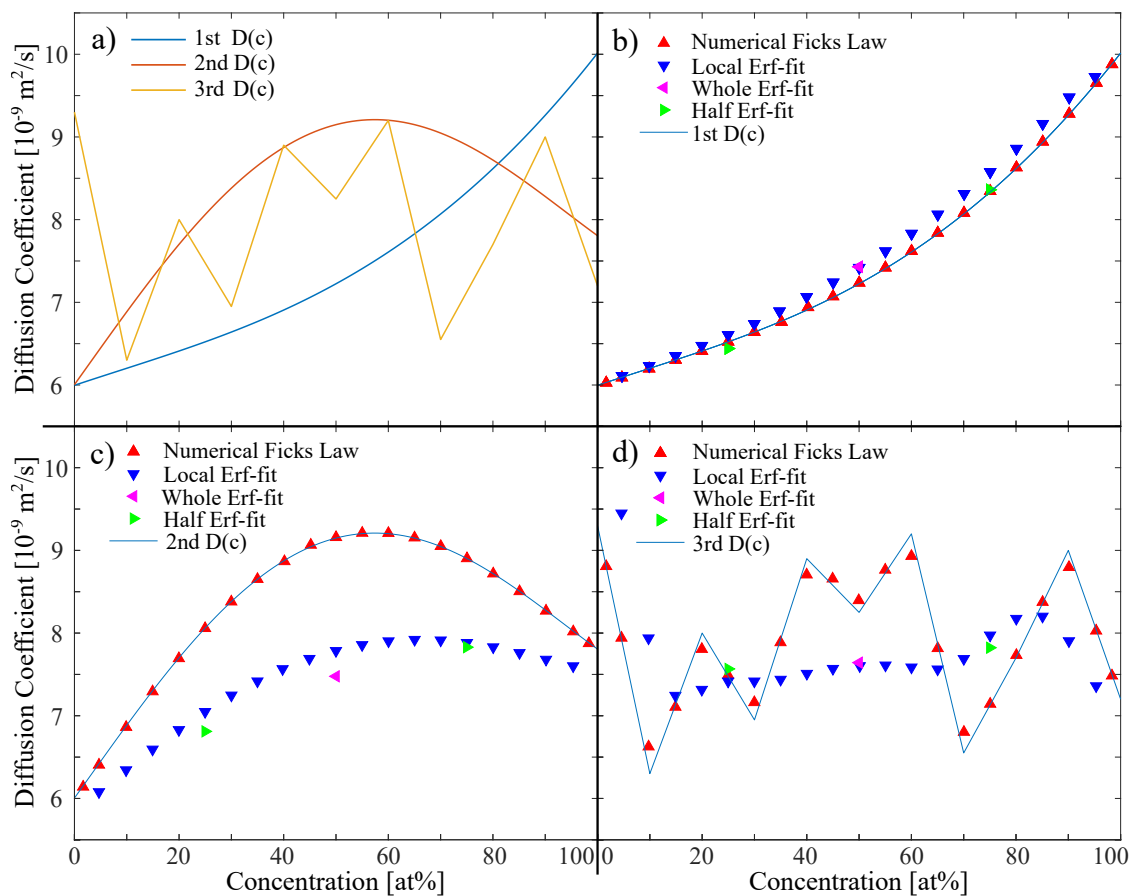 a)
1st D(c)
2nd D(c)
3rd D(c)
b)
Numerical Ficks Law
Local Erf-fit
Whole Erf-fit
Half Erf-fit
1st D(c)
10
9
8
7
6
Diffusion Coefficient [10⁻⁹ m²/s]
c)
Numerical Ficks Law
Local Erf-fit
Whole Erf-fit
Half Erf-fit
2nd D(c)
d)
Numerical Ficks Law
Local Erf-fit
Whole Erf-fit
Half Erf-fit
3rd D(c)
10
9
8
7
6
Diffusion Coefficient [10⁻⁹ m²/s]
0 20 40 60 80 100
20 40 60 80 100
Concentration [at%]
Concentration [at%]